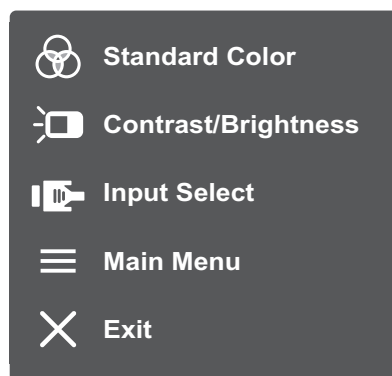 Standard Color
Contrast/Brightness
Input Select
Main Menu
Exit